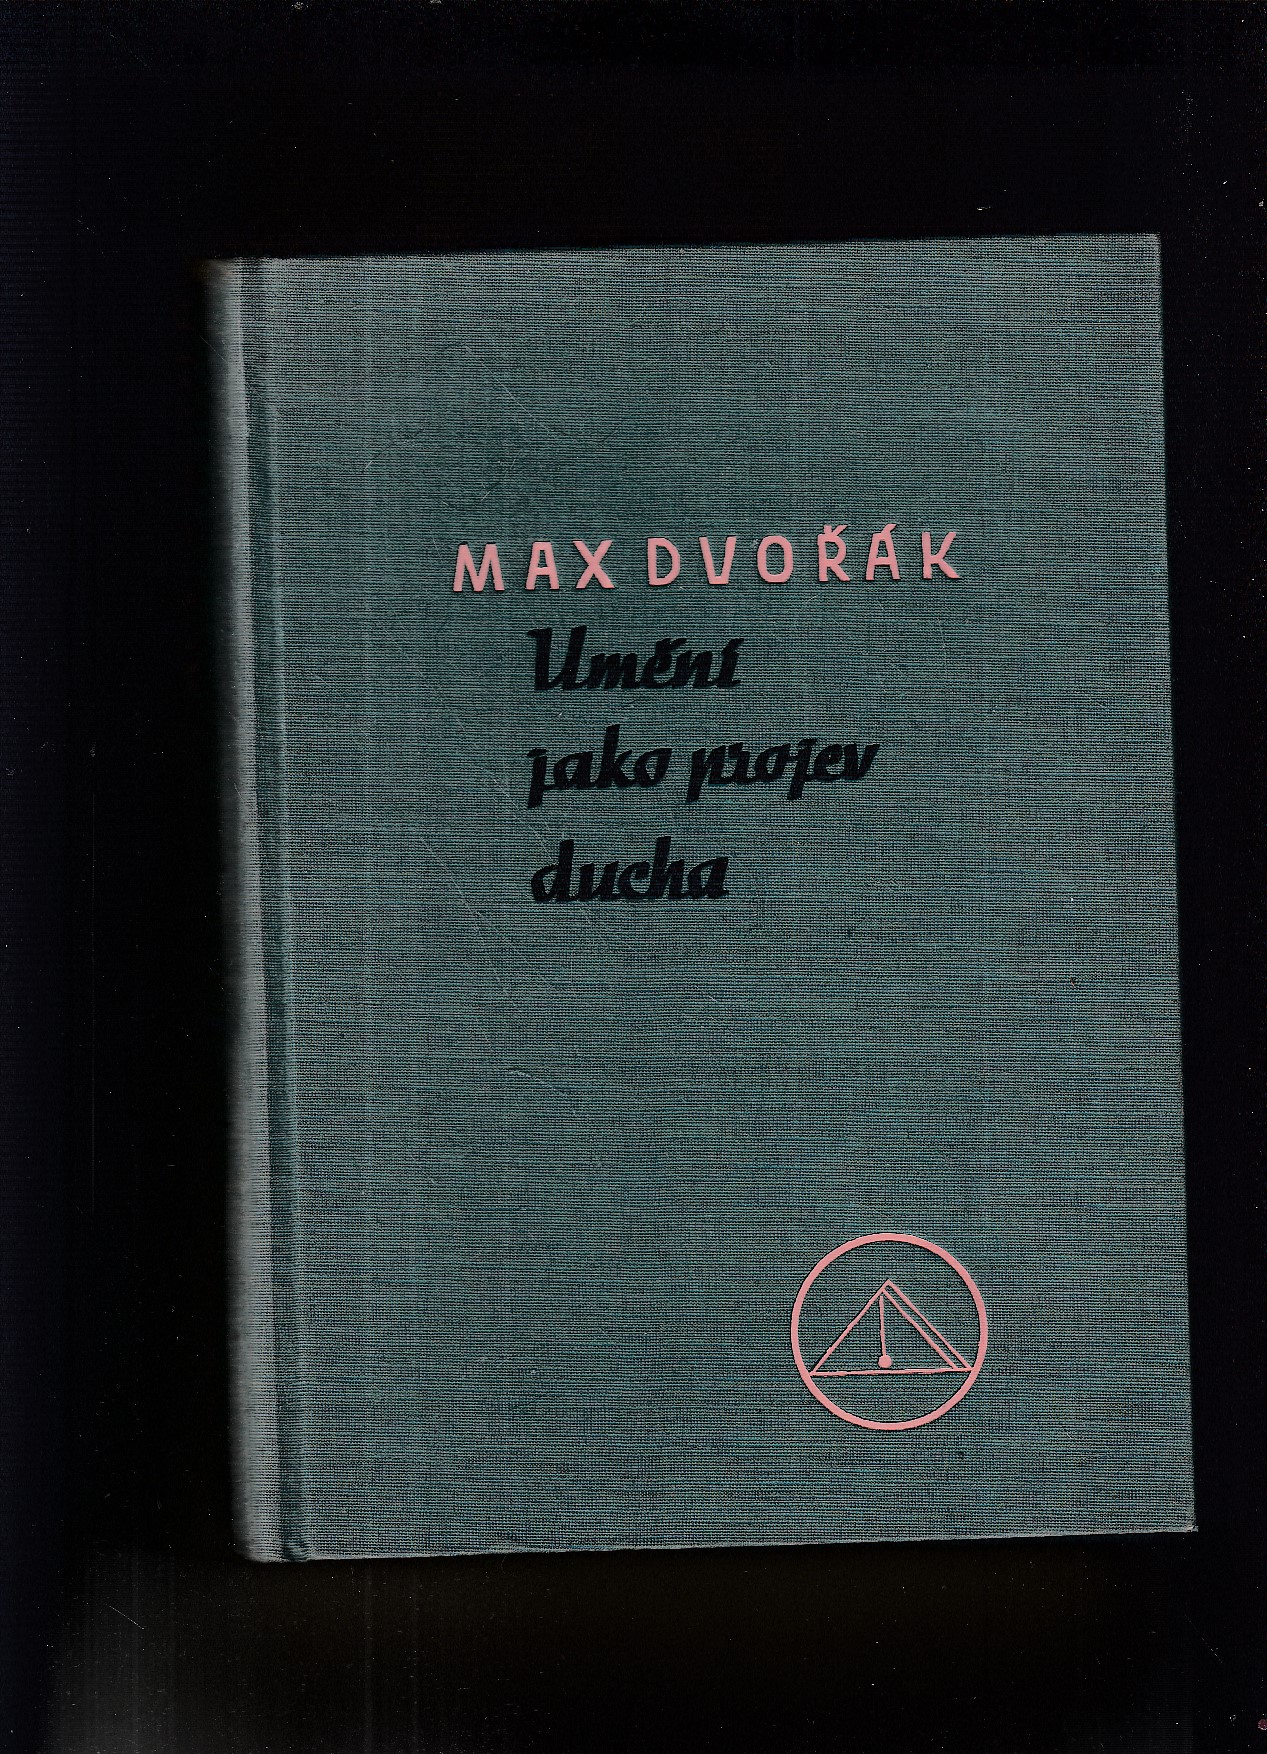 MAX DVOŘÁK
Umění
jako projev
ducha